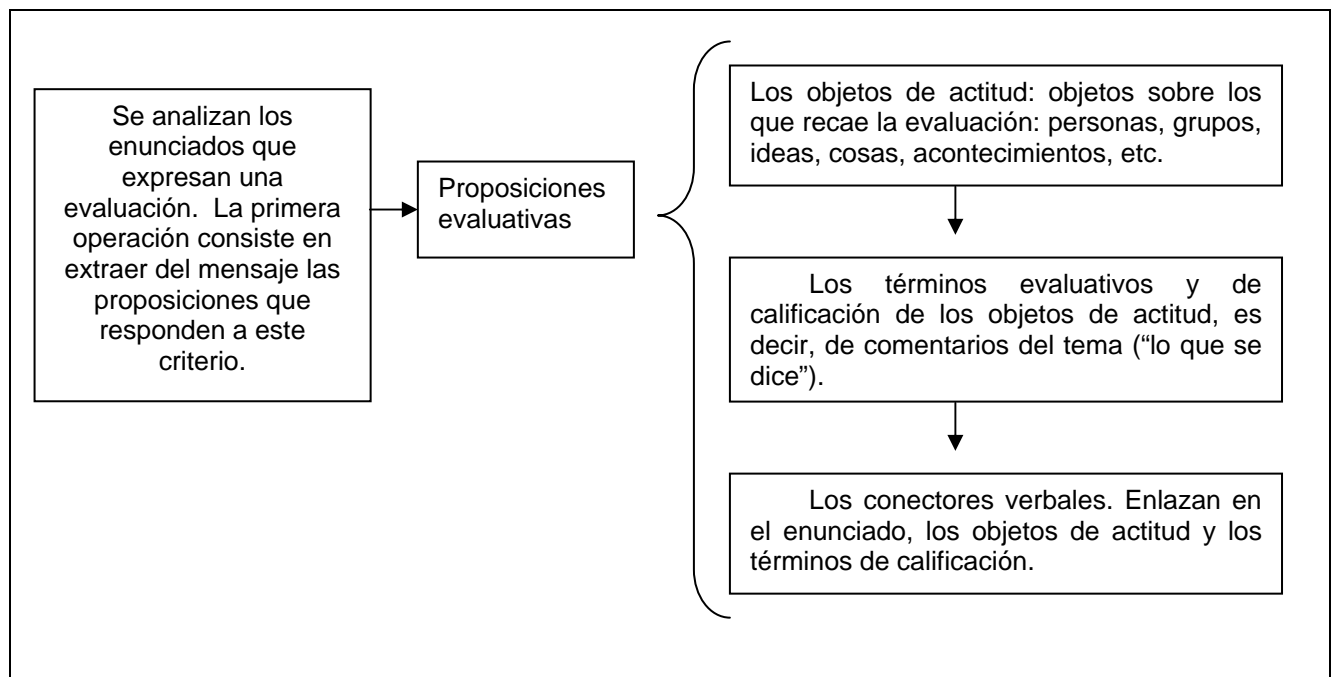 Se analizan los
enunciados que
expresan una
evaluación. La primera
operación consiste en
extraer del mensaje las
proposiciones que
responden a este
criterio.
Proposiciones
evaluativas
Los objetos de actitud: objetos sobre los
que recae la evaluación: personas, grupos,
ideas, cosas, acontecimientos, etc.
Los términos evaluativos y de
calificación de los objetos de actitud, es
decir, de comentarios del tema (“lo que se
dice”).
Los conectores verbales. Enlazan en
el enunciado, los objetos de actitud y los
términos de calificación.